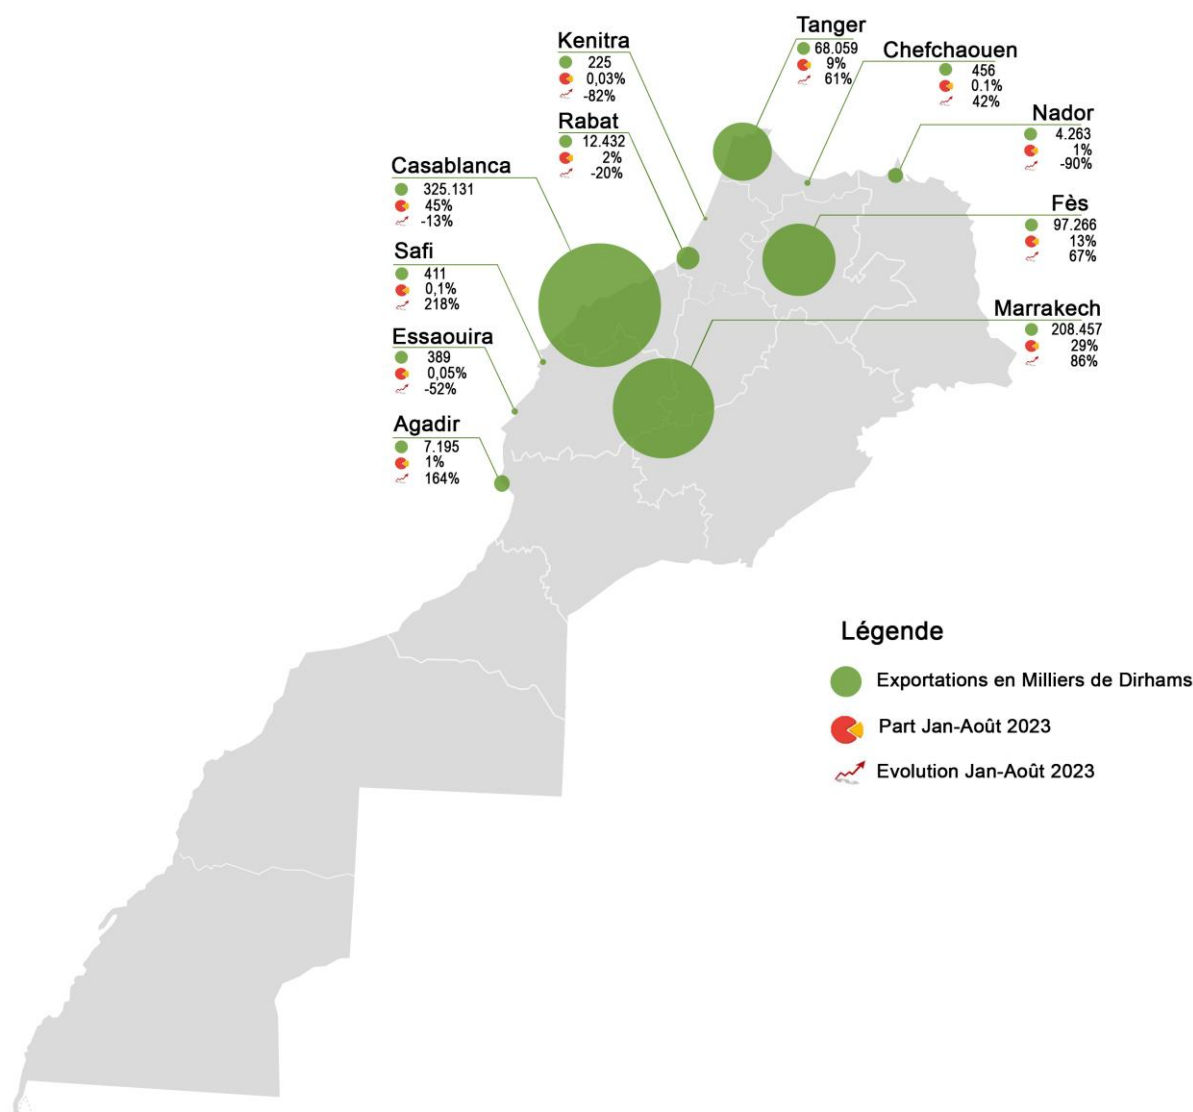 Tanger
68.059
9%
61%
Kenitra
225
0,03%
-82%
Chefchaouen
456
0.1%
42%
Rabat
12.432
2%
-20%
Nador
4.263
1%
-90%
Casablanca
325.131
45%
-13%
Fès
97.266
13%
67%
Safi
411
0,1%
218%
Marrakech
208.457
29%
86%
Essaouira
389
0,05%
-52%
Agadir
7.195
1%
164%
Légende
Exportations en Milliers de Dirhams
Part Jan-Août 2023
Evolution Jan-Août 2023